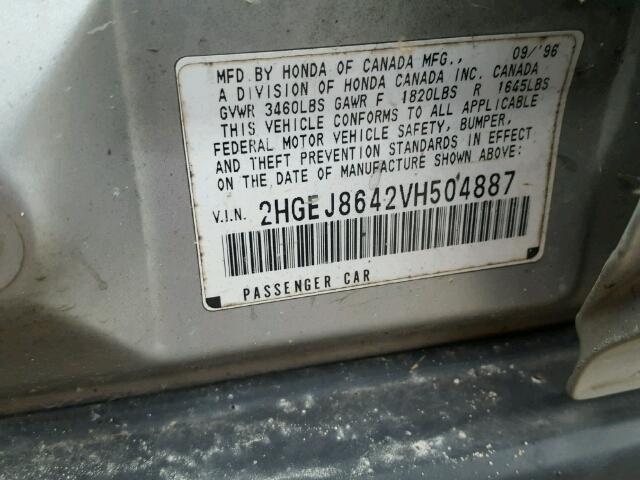 MFD.BY HONDA OF CANADA MFG., 09/'96
A DIVISION OF HONDA CANADA INC. CANADA
GVWR 3460LBS GAWR F 1820LBS R 1645LBS
THIS VEHICLE CONFORMS TO ALL APPLICABLE
FEDERAL MOTOR VEHICLE SAFETY, BUMPER,
AND THEFT PREVENTION STANDARDS IN EFFECT
ON THE DATE OF MANUFACTURE SHOWN ABOVE:
V.I.N. 2HGEJ8642VH504887
PASSENGER CAR